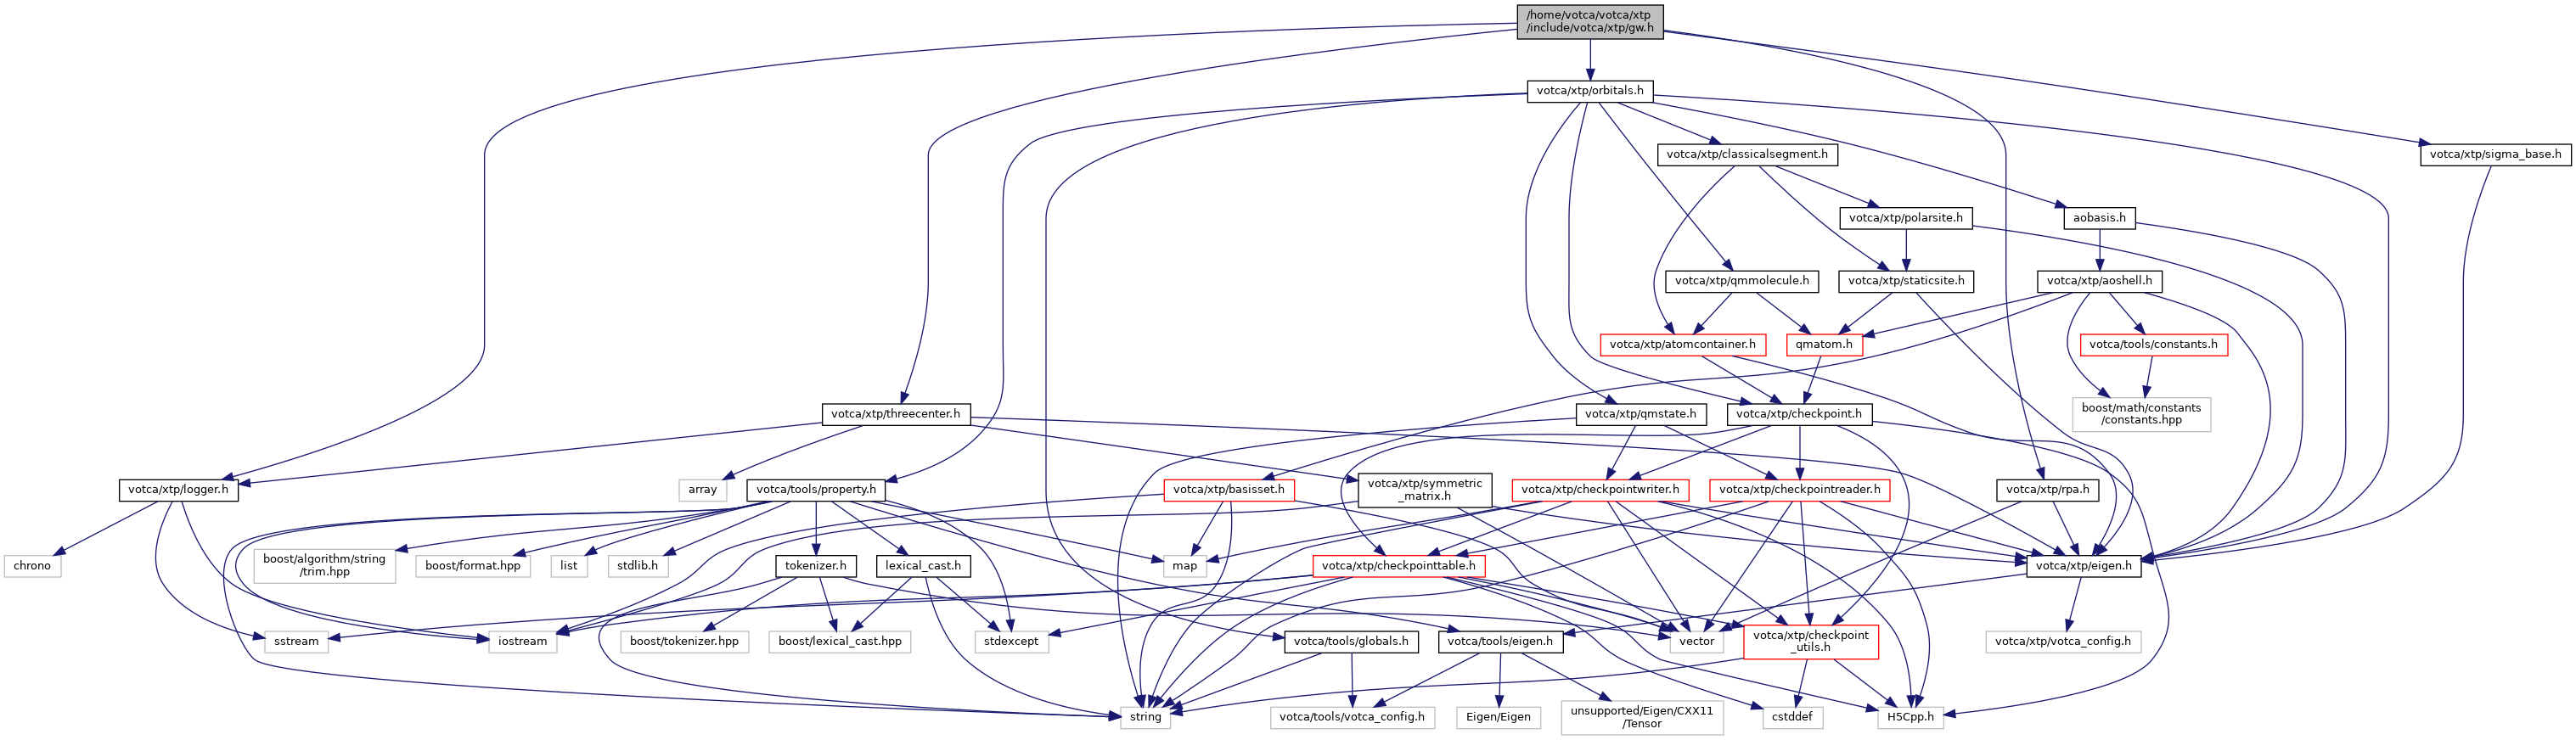 /home/votca/votca/xtp
/include/votca/xtp/gw.h
votca/xtp/orbitals.h
votca/xtp/classicalsegment.h
votca/xtp/sigma_base.h
votca/xtp/polarsite.h
aobasis.h
votca/xtp/qmmolecule.h
votca/xtp/staticsite.h
votca/xtp/aoshell.h
votca/xtp/atomcontainer.h
qmatom.h
votca/tools/constants.h
votca/xtp/threecenter.h
votca/xtp/qmstate.h
votca/xtp/checkpoint.h
boost/math/constants
/constants.hpp
votca/xtp/logger.h
array
votca/tools/property.h
votca/xtp/basisset.h
votca/xtp/symmetric
_matrix.h
votca/xtp/checkpointwriter.h
votca/xtp/checkpointreader.h
votca/xtp/rpa.h
chrono
boost/algorithm/string
/trim.hpp
boost/format.hpp
list
stdlib.h
tokenizer.h
lexical_cast.h
map
votca/xtp/checkpointtable.h
votca/xtp/eigen.h
sstream
iostream
boost/tokenizer.hpp
boost/lexical_cast.hpp
stdexcept
votca/tools/globals.h
votca/tools/eigen.h
vector
votca/xtp/checkpoint
_utils.h
votca/xtp/votca_config.h
string
votca/tools/votca_config.h
Eigen/Eigen
unsupported/Eigen/CXX11
/Tensor
cstddef
H5Cpp.h